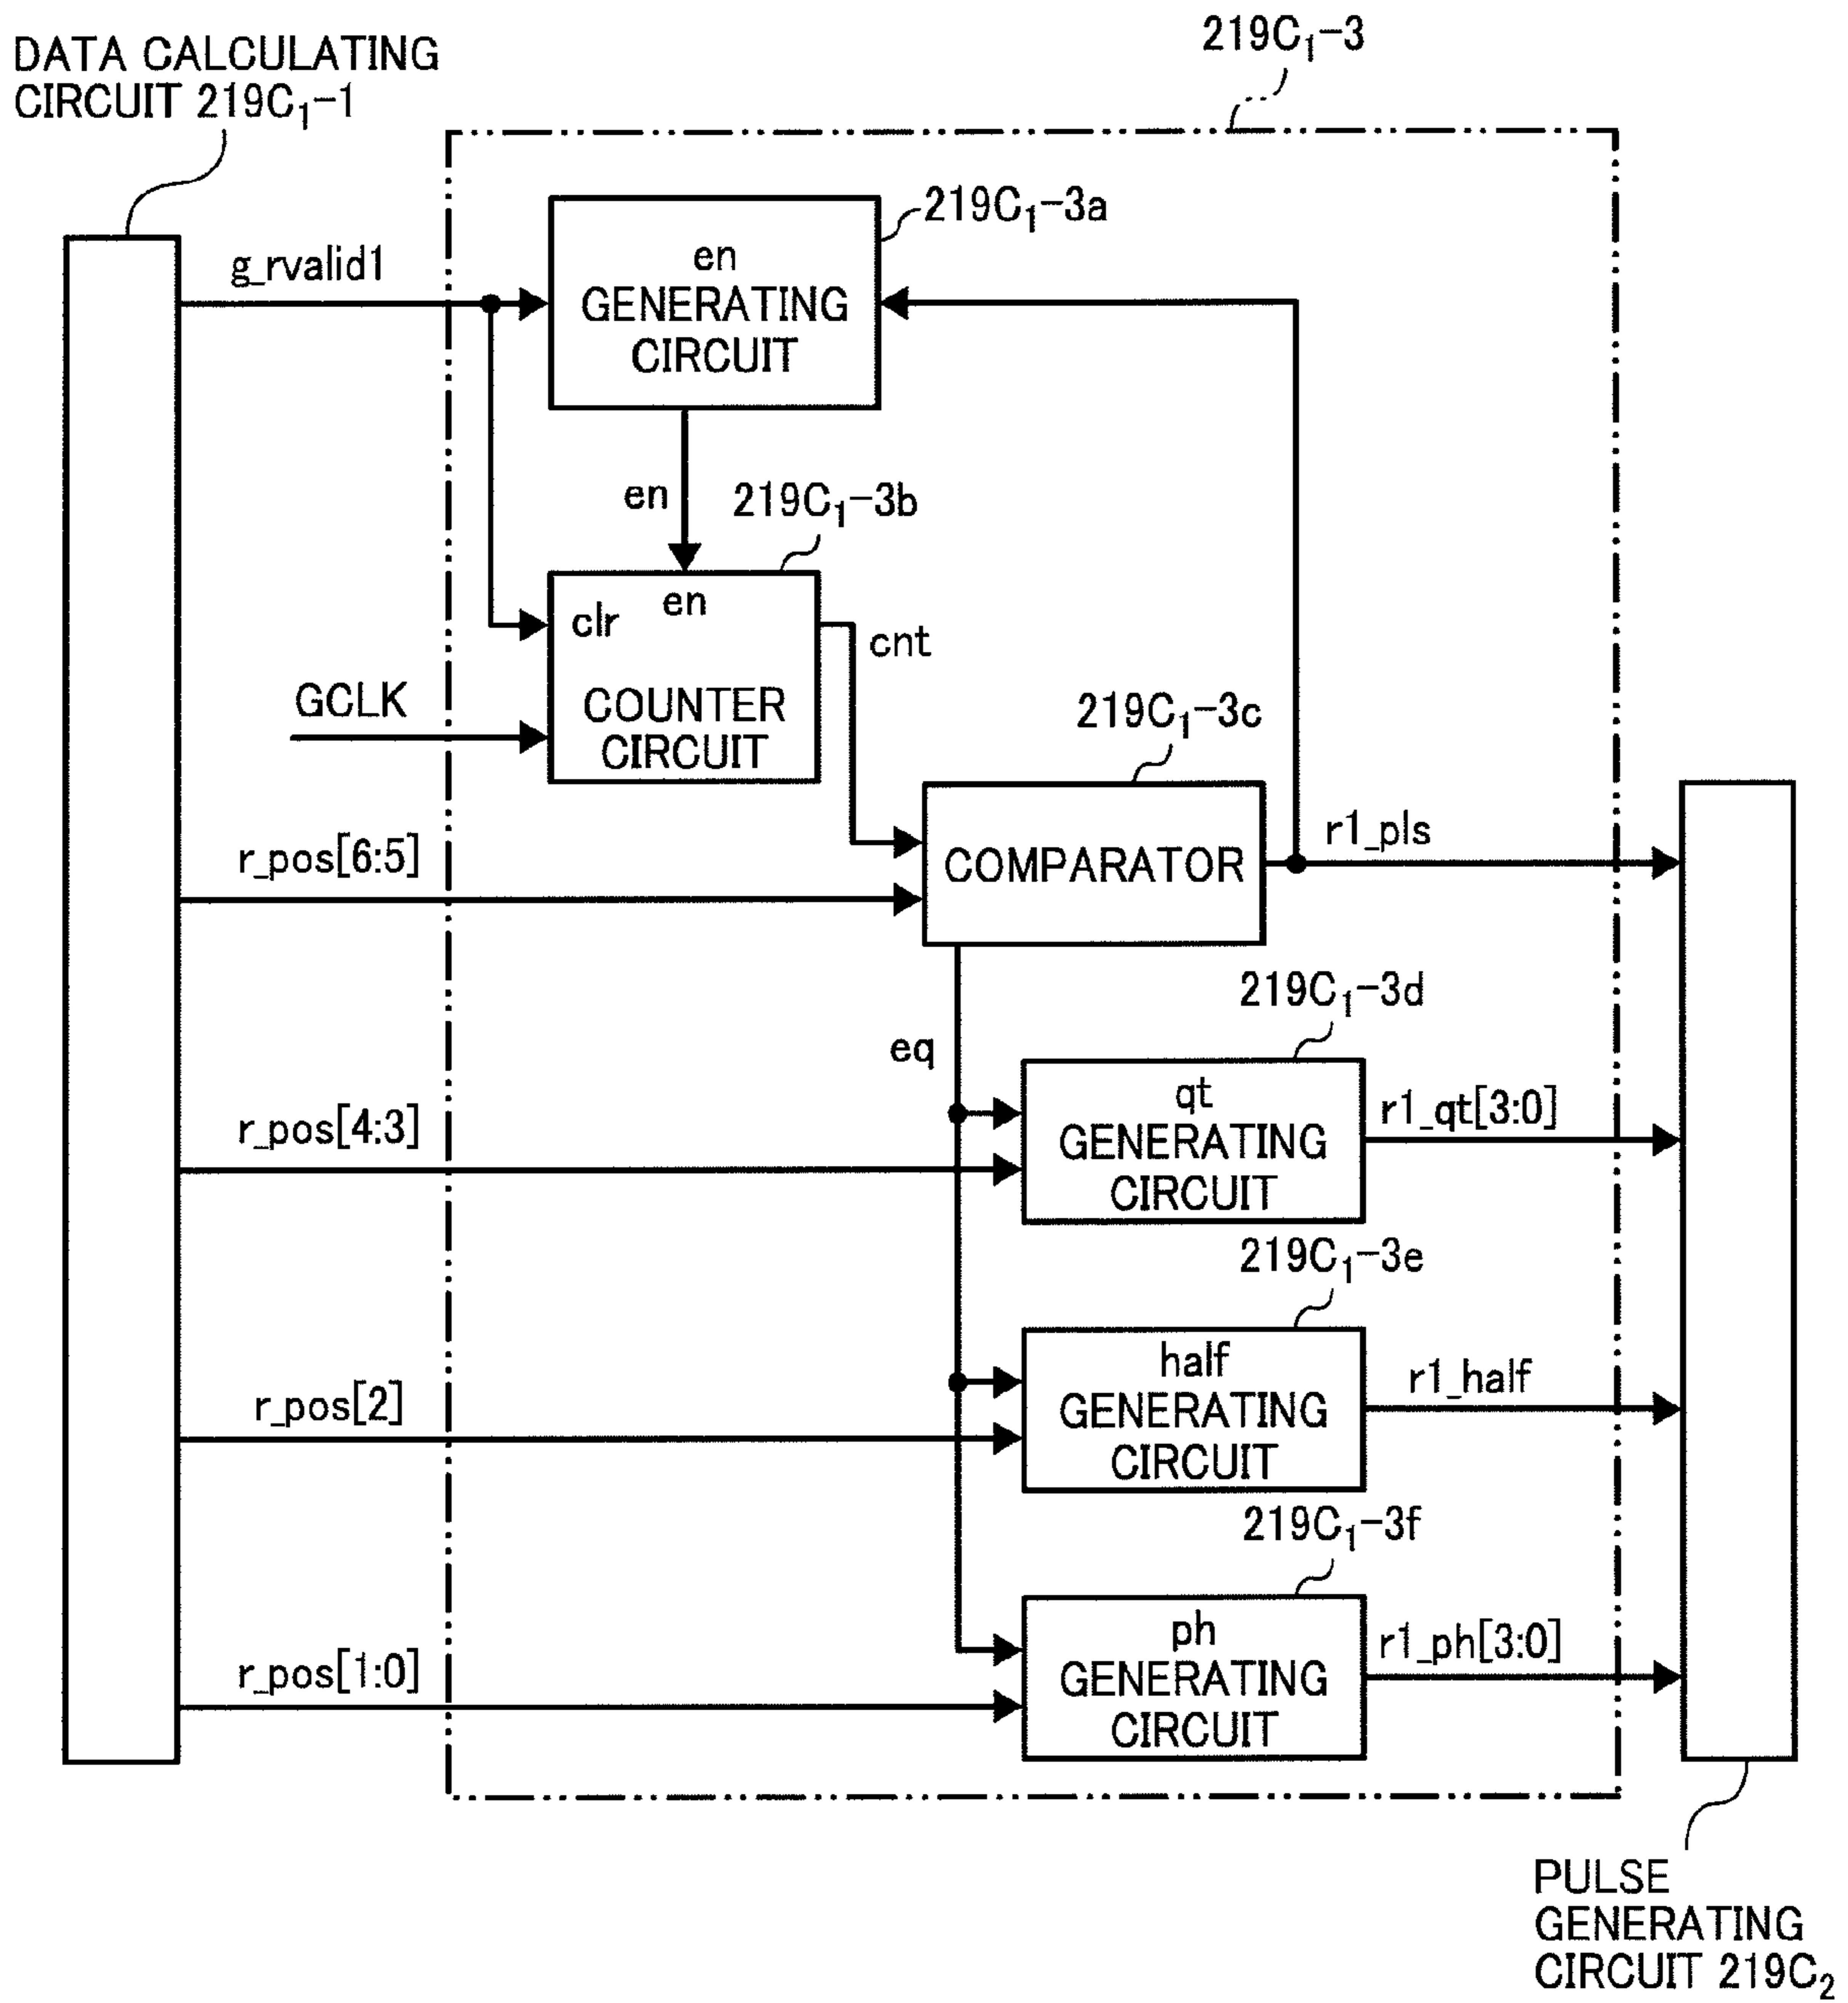 219C₁-3
DATA CALCULATING
CIRCUIT 219C₁-1
219C₁-3a
g_rvalid1
en
GENERATING
CIRCUIT
en
219C₁-3b
clr
en
cnt
GCLK
COUNTER
CIRCUIT
219C₁-3c
r_pos[6:5]
COMPARATOR
r1_pls
219C₁-3d
eq
r_pos[4:3]
qt
GENERATING
CIRCUIT
r1_qt[3:0]
219C₁-3e
r_pos[2]
half
GENERATING
CIRCUIT
r1_half
219C₁-3f
r_pos[1:0]
ph
GENERATING
CIRCUIT
r1_ph[3:0]
PULSE
GENERATING
CIRCUIT 219C₂